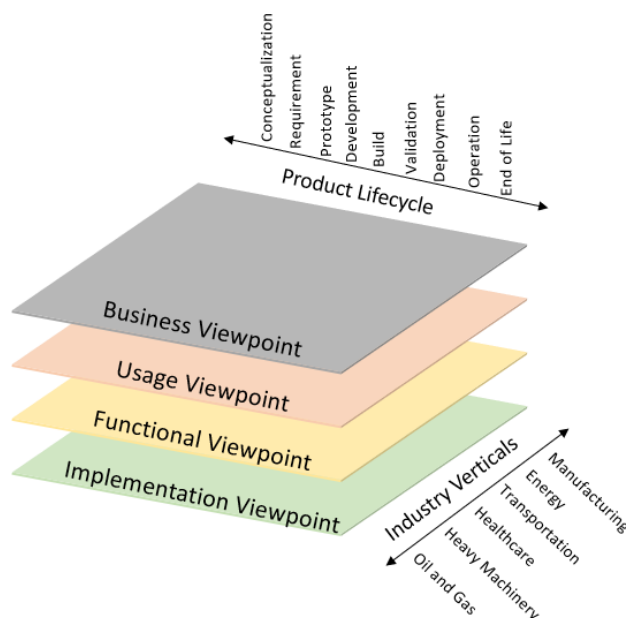 Conceptualization
Requirement
Prototype
Development
Build
Validation
Deployment
Operation
End of Life
Product Lifecycle
Business Viewpoint
Usage Viewpoint
Functional Viewpoint
Implementation Viewpoint
Industry Verticals
Manufacturing
Energy
Transportation
Healthcare
Heavy Machinery
Oil and Gas